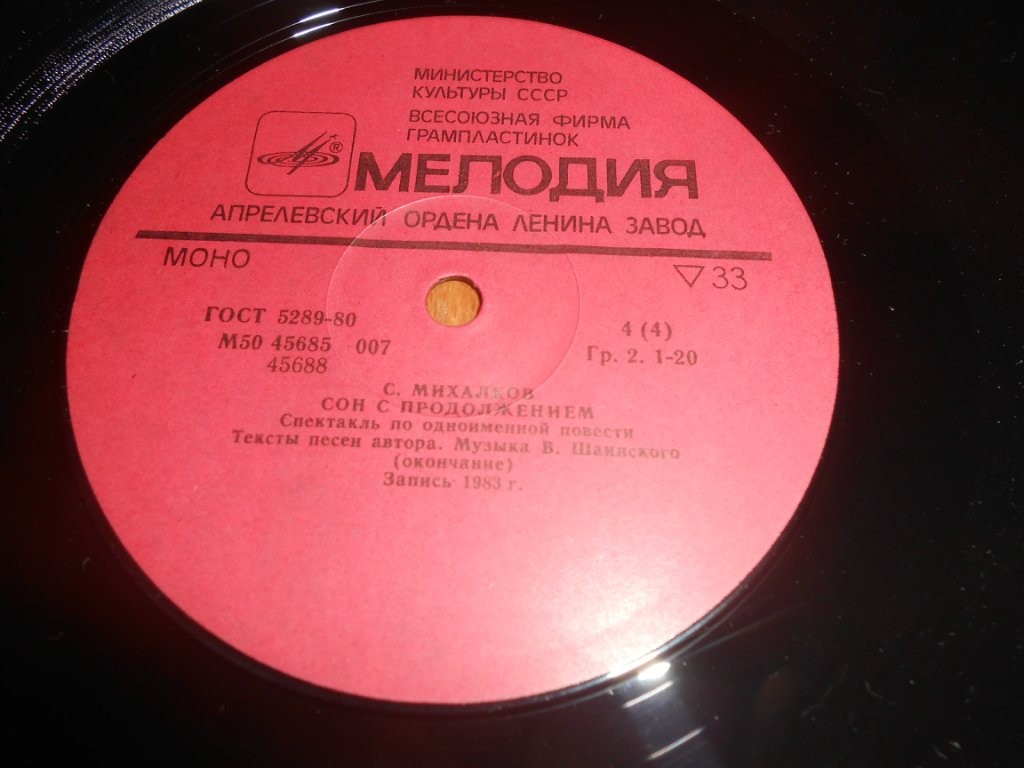 МИНИСТЕРСТВО
КУЛЬТУРЫ СССР
ВСЕСОЮЗНАЯ ФИРМА
ГРАМПЛАСТИНОК
®
МЕЛОДИЯ
АПРЕЛЕВСКИЙ ОРДЕНА ЛЕНИНА ЗАВОД
МОНО
▽33
ГОСТ 5289-80
М50 45685 007
45688
4 (4)
Гр. 2. 1-20
С. МИХАЛКОВ
СОН С ПРОДОЛЖЕНИЕМ
Спектакль по одноименной повести
Тексты песен автора. Музыка В. Шаинского
(окончание)
Запись 1983 г.